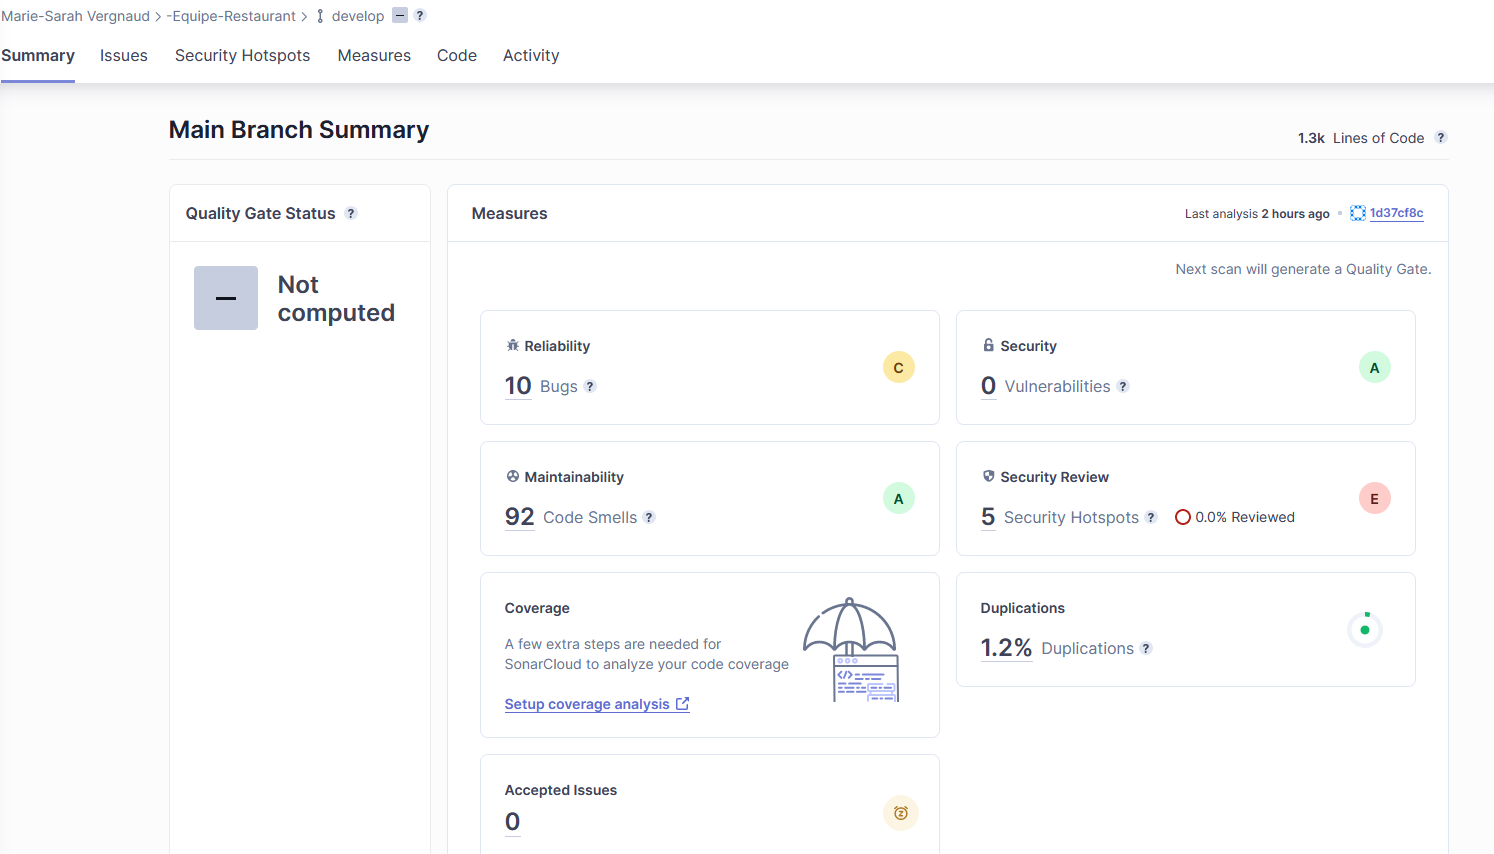 Marie-Sarah Vergnaud > -Equipe-Restaurant > develop – ?
Summary Issues Security Hotspots Measures Code Activity
Main Branch Summary
1.3k Lines of Code ?
Quality Gate Status ?
Not
computed
Measures
Last analysis 2 hours ago • 1d37cf8c
Next scan will generate a Quality Gate.
Reliability
10 Bugs ?
C
Security
0 Vulnerabilities ?
A
Maintainability
92 Code Smells ?
A
Security Review
5 Security Hotspots ? 0.0% Reviewed
E
Coverage
A few extra steps are needed for
SonarCloud to analyze your code coverage
Setup coverage analysis
Duplications
1.2% Duplications ?
Accepted Issues
0